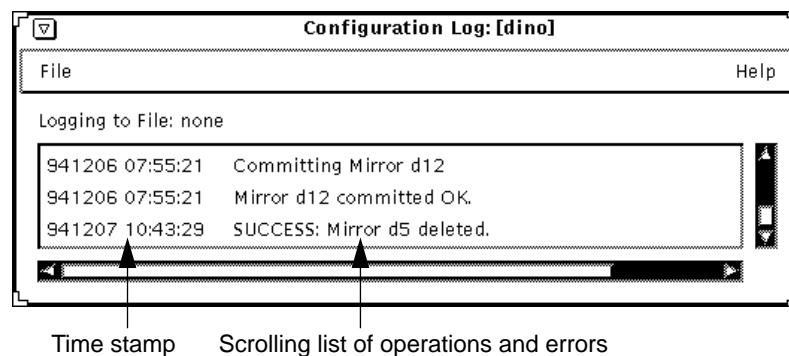 Configuration Log: [dino]
File Help
Logging to File: none
941206 07:55:21 Committing Mirror d12
941206 07:55:21 Mirror d12 committed OK.
941207 10:43:29 SUCCESS: Mirror d5 deleted.
Time stamp Scrolling list of operations and errors